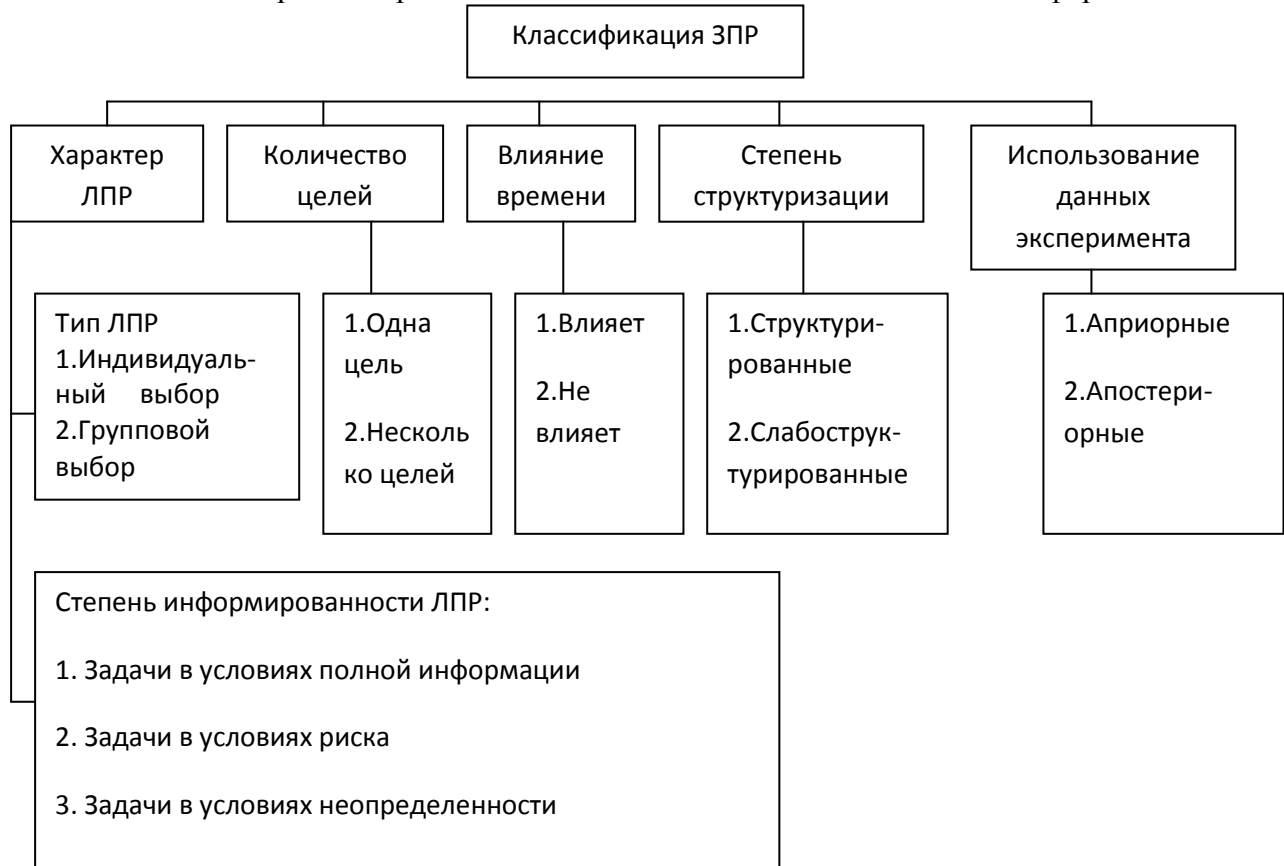 Классификация ЗПР
Характер
ЛПР
Количество
целей
Влияние
времени
Степень
структуризации
Использование
данных
эксперимента
Тип ЛПР
1.Индивидуаль-
ный выбор
2.Групповой
выбор
1.Одна
цель
2.Несколь
ко целей
1.Влияет
2.Не
влияет
1.Структури-
рованные
2.Слабострук-
турированные
1.Априорные
2.Апостери-
орные
Степень информированности ЛПР:
1. Задачи в условиях полной информации
2. Задачи в условиях риска
3. Задачи в условиях неопределенности